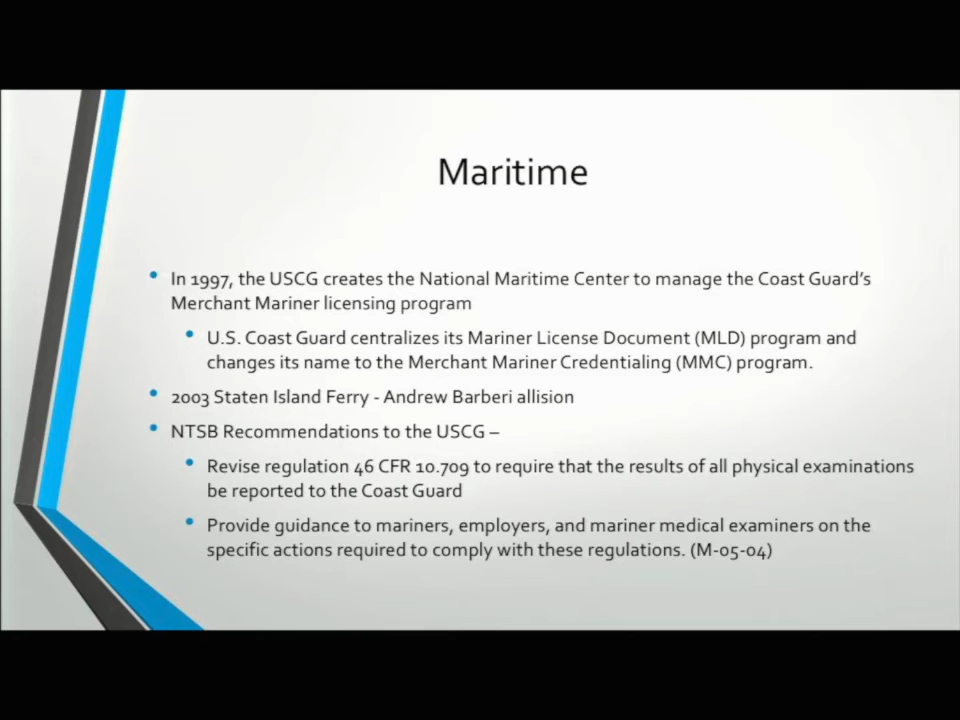 Maritime
• In 1997, the USCG creates the National Maritime Center to manage the Coast Guard’s
Merchant Mariner licensing program
• U.S. Coast Guard centralizes its Mariner License Document (MLD) program and
changes its name to the Merchant Mariner Credentialing (MMC) program.
• 2003 Staten Island Ferry - Andrew Barberi allision
• NTSB Recommendations to the USCG –
• Revise regulation 46 CFR 10.709 to require that the results of all physical examinations
be reported to the Coast Guard
• Provide guidance to mariners, employers, and mariner medical examiners on the
specific actions required to comply with these regulations. (M-05-04)